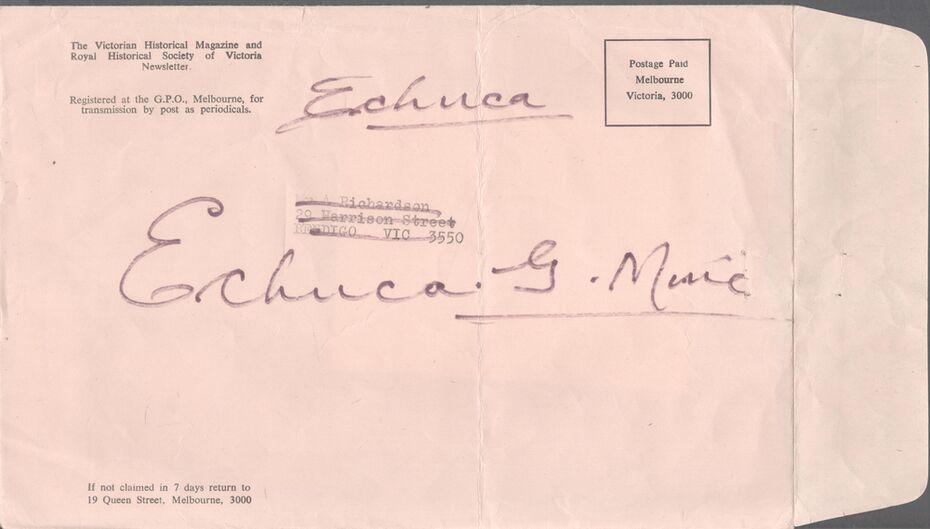 The Victorian Historical Magazine and
Royal Historical Society of Victoria
Newsletter.
Registered at the G.P.O., Melbourne, for
transmission by post as periodicals.
Postage Paid
Melbourne
Victoria, 3000
Echuca
A Richardson
29 Harrison Street
BENDIGO VIC 3550
Echuca. G.
If not claimed in 7 days return to
19 Queen Street, Melbourne, 3000